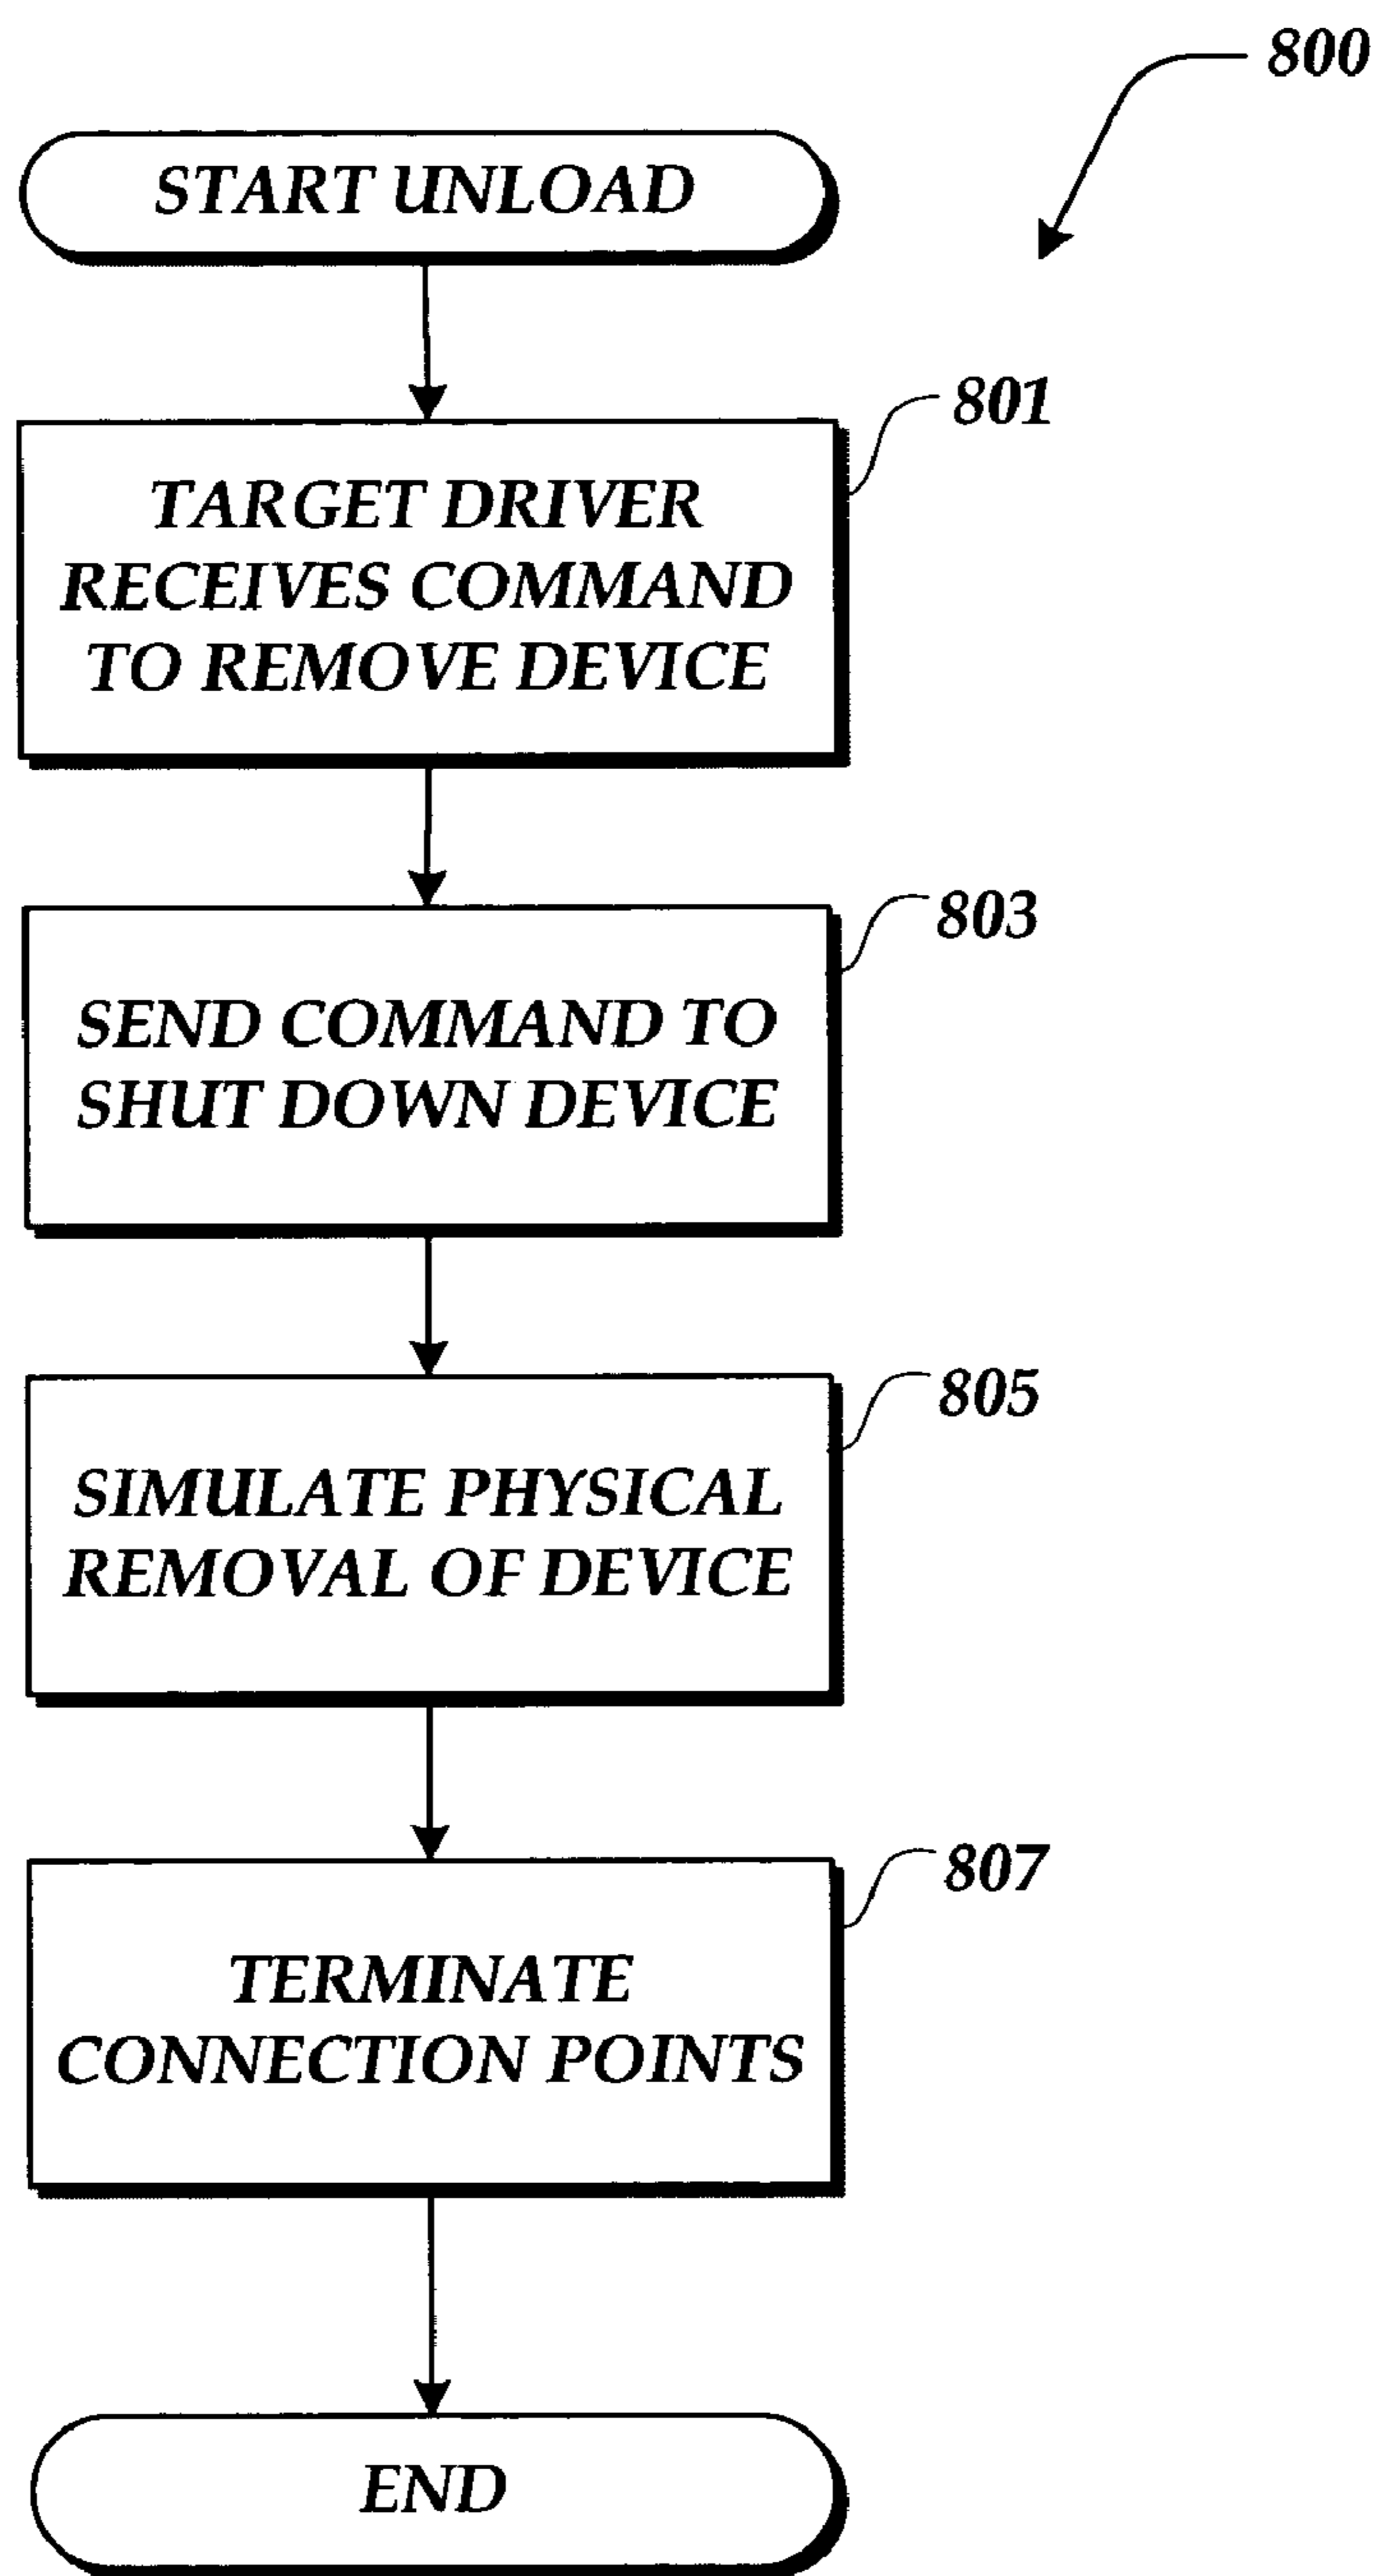 800
START UNLOAD
801
TARGET DRIVER
RECEIVES COMMAND
TO REMOVE DEVICE
803
SEND COMMAND TO
SHUT DOWN DEVICE
805
SIMULATE PHYSICAL
REMOVAL OF DEVICE
807
TERMINATE
CONNECTION POINTS
END